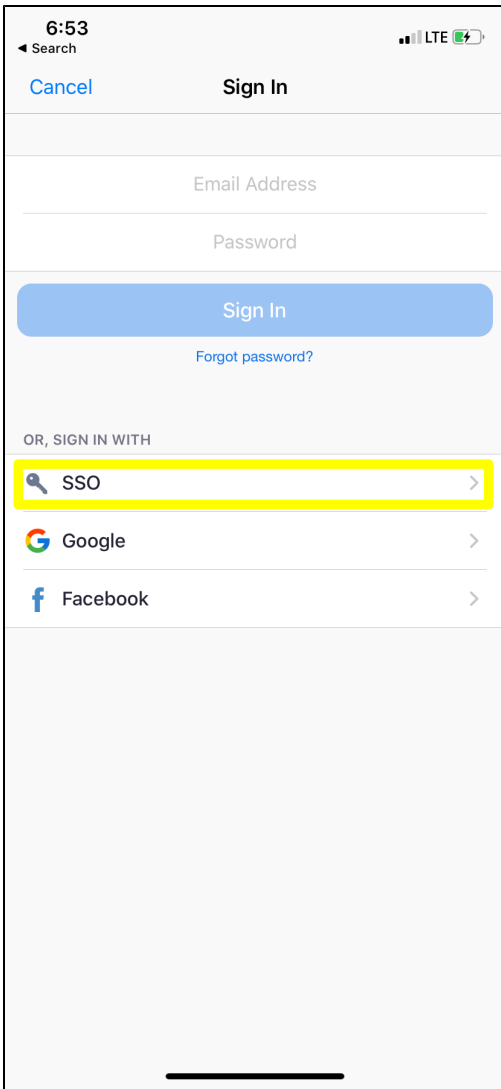 6:53
◀ Search
LTE
Cancel
Sign In
Email Address
Password
Sign In
Forgot password?
OR, SIGN IN WITH
SSO
Google
Facebook